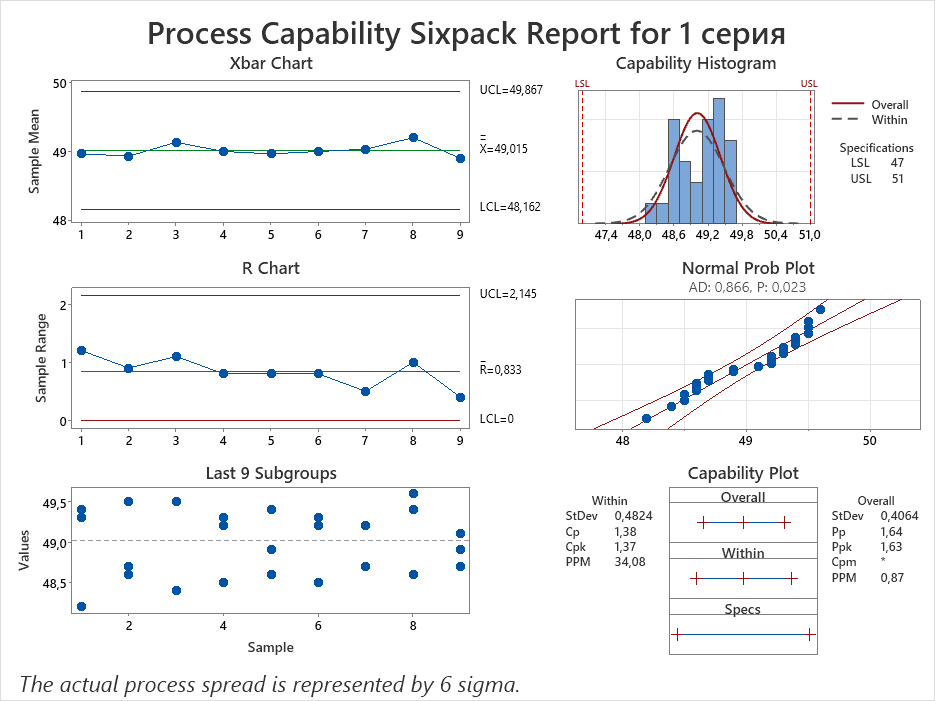 Process Capability Sixpack Report for 1 серия
Xbar Chart
Sample Mean
50
49
48
1 2 3 4 5 6 7 8 9
UCL=49,867
X=49,015
LCL=48,162
Capability Histogram
LSL USL
47,4 48,0 48,6 49,2 49,8 50,4 51,0
Overall
Within
Specifications
LSL 47
USL 51
R Chart
Sample Range
2
1
0
1 2 3 4 5 6 7 8 9
UCL=2,145
R=0,833
LCL=0
Normal Prob Plot
AD: 0,866, P: 0,023
48 49 50
Last 9 Subgroups
Values
49,5
49,0
48,5
2 4 6 8
Sample
Capability Plot
Within
StDev 0,4824
Cp 1,38
Cpk 1,37
PPM 34,08
Overall
Within
Specs
Overall
StDev 0,4064
Pp 1,64
Ppk 1,63
Cpm *
PPM 0,87
The actual process spread is represented by 6 sigma.